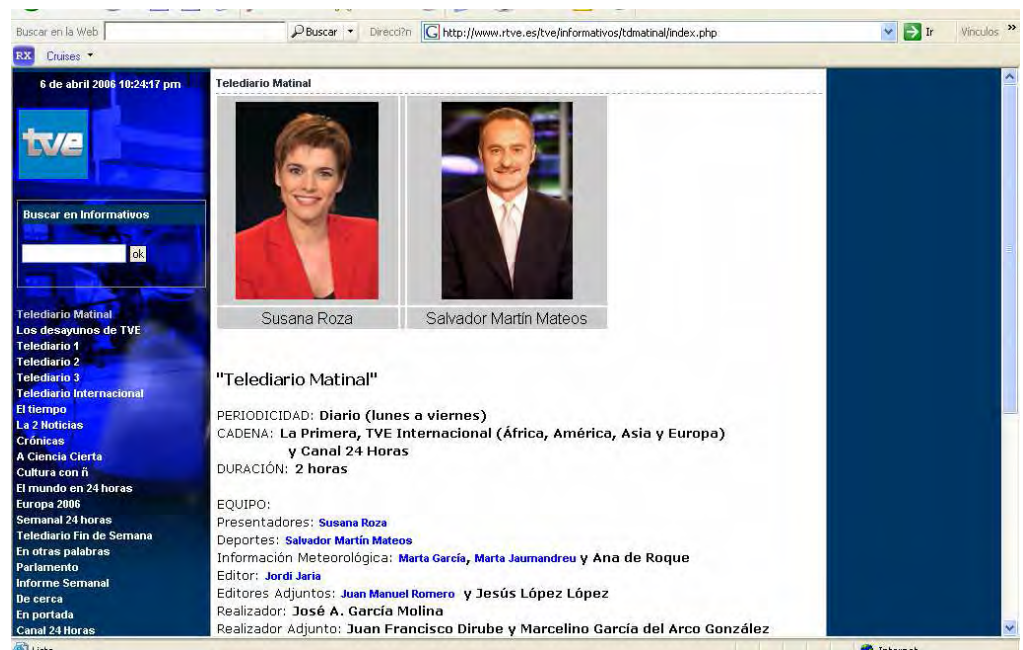 Buscar en la Web Buscar Direcci?n http://www.rtve.es/tve/informativos/tdmatinal/index.php Ir Vínculos »
RX Cruises
6 de abril 2006 10:24:17 pm
tve
Buscar en Informativos
ok
Telediario Matinal
Los desayunos de TVE
Telediario 1
Telediario 2
Telediario 3
Telediario Internacional
El tiempo
La 2 Noticias
Crónicas
A Ciencia Cierta
Cultura con ñ
El mundo en 24 horas
Europa 2006
Semanal 24 horas
Telediario Fin de Semana
En otras palabras
Parlamento
Informe Semanal
De cerca
En portada
Canal 24 Horas
Telediario Matinal
Susana Roza Salvador Martín Mateos
"Telediario Matinal"
PERIODICIDAD: Diario (lunes a viernes)
CADENA: La Primera, TVE Internacional (África, América, Asia y Europa)
y Canal 24 Horas
DURACIÓN: 2 horas
EQUIPO:
Presentadores: Susana Roza
Deportes: Salvador Martín Mateos
Información Meteorológica: Marta García, Marta Jaumandreu y Ana de Roque
Editor: Jordi Jaria
Editores Adjuntos: Juan Manuel Romero y Jesús López López
Realizador: José A. García Molina
Realizador Adjunto: Juan Francisco Dirube y Marcelino García del Arco González